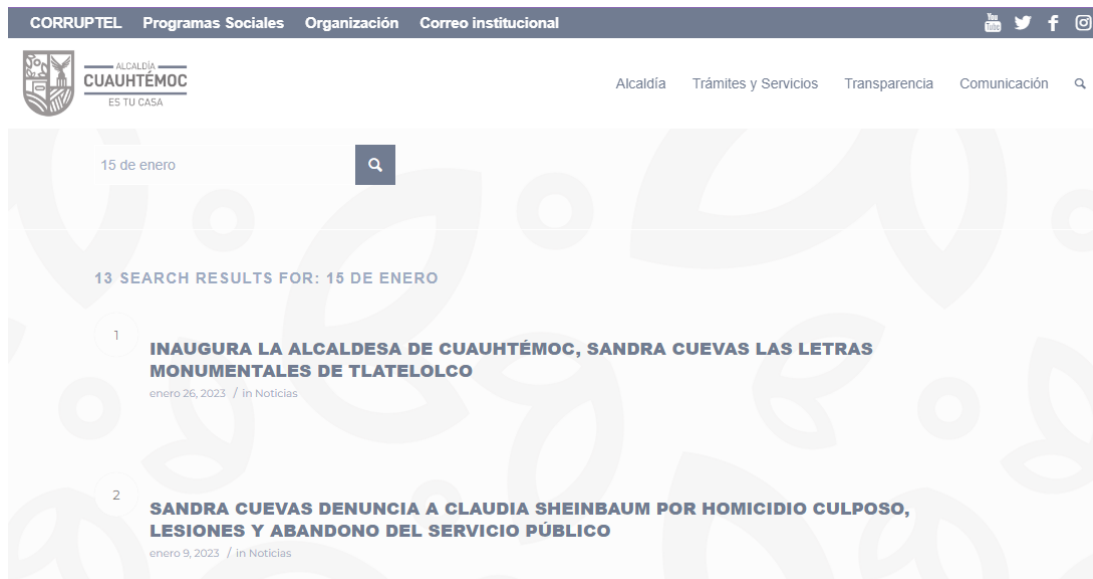 CORRUPTEL Programas Sociales Organización Correo institucional
You Tube
ALCALDÍA
CUAUHTÉMOC
ES TU CASA
Alcaldía Trámites y Servicios Transparencia Comunicación
15 de enero
13 SEARCH RESULTS FOR: 15 DE ENERO
1
INAUGURA LA ALCALDESA DE CUAUHTÉMOC, SANDRA CUEVAS LAS LETRAS
MONUMENTALES DE TLATELOLCO
enero 26, 2023 / in Noticias
2
SANDRA CUEVAS DENUNCIA A CLAUDIA SHEINBAUM POR HOMICIDIO CULPOSO,
LESIONES Y ABANDONO DEL SERVICIO PÚBLICO
enero 9, 2023 / in Noticias